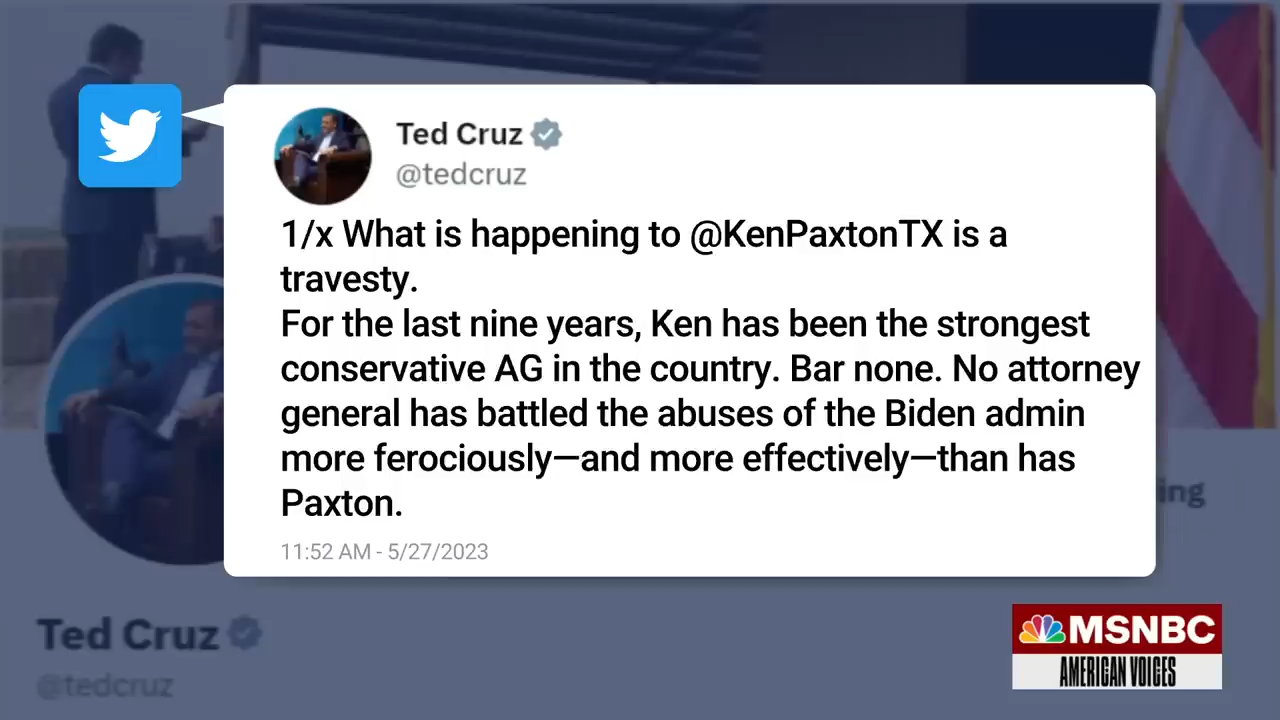 Ted Cruz
@tedcruz
1/x What is happening to @KenPaxtonTX is a
travesty.
For the last nine years, Ken has been the strongest
conservative AG in the country. Bar none. No attorney
general has battled the abuses of the Biden admin
more ferociously—and more effectively—than has
Paxton.
11:52 AM - 5/27/2023
ing
Ted Cruz
@tedcruz
MSNBC
AMERICAN VOICES